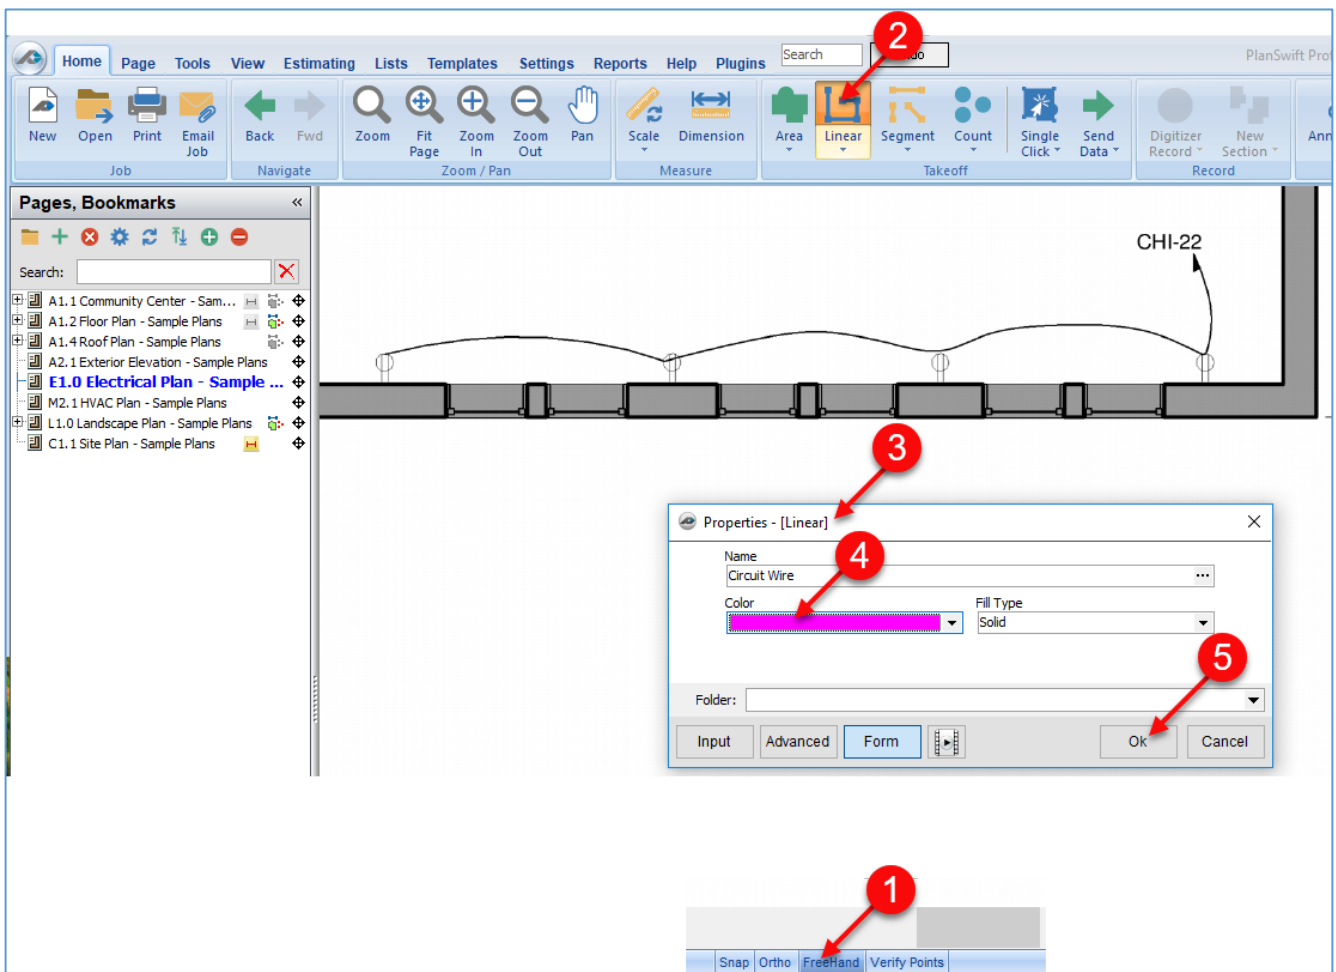 2
Search
PlanSwift Prof
Home Page Tools View Estimating Lists Templates Settings Reports Help Plugins
New Open Print Email Job
Back Fwd
Zoom Fit Page Zoom In Zoom Out Pan
Scale Dimension
Area Linear Segment Count Single Click Send Data
Digitizer Record New Section
Job Navigate Zoom / Pan Measure Takeoff Record
Pages, Bookmarks «
Search:
A1.1 Community Center - Sam...
A1.2 Floor Plan - Sample Plans
A1.4 Roof Plan - Sample Plans
A2.1 Exterior Elevation - Sample Plans
E1.0 Electrical Plan - Sample ...
M2.1 HVAC Plan - Sample Plans
L1.0 Landscape Plan - Sample Plans
C1.1 Site Plan - Sample Plans
CHI-22
3
Properties - [Linear]
Name
4
Circuit Wire ...
Color Fill Type
Solid
5
Folder:
Input Advanced Form Ok Cancel
1
Snap Ortho FreeHand Verify Points